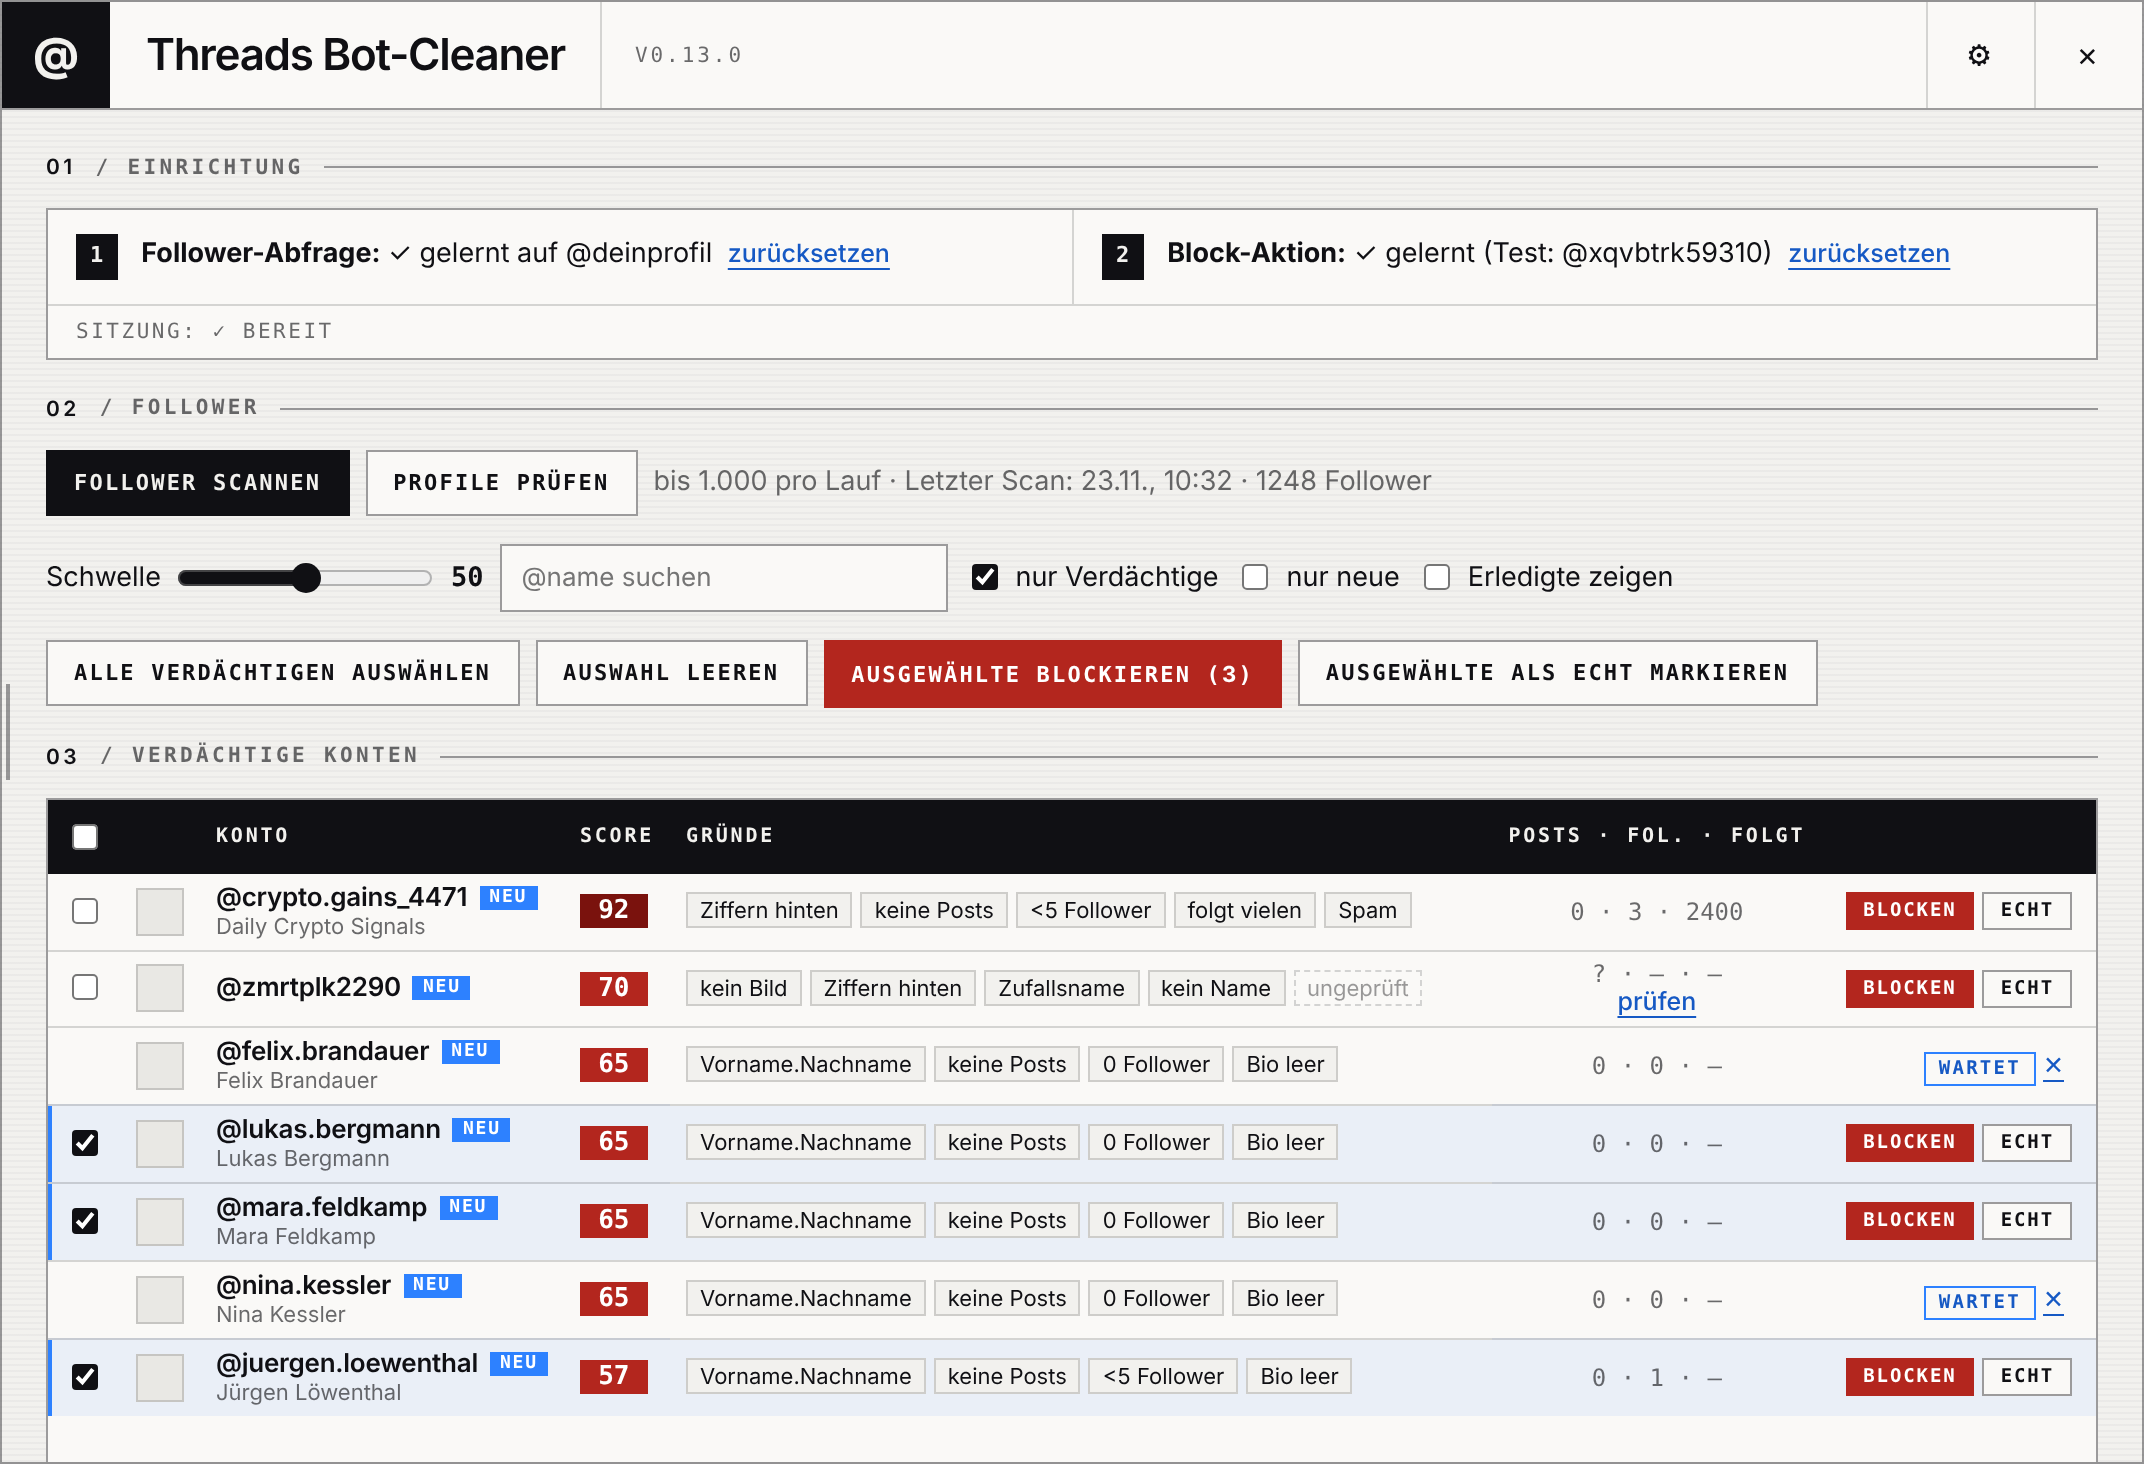 @ Threads Bot-Cleaner V0.13.0 ⚙ ×
01 / EINRICHTUNG
1 Follower-Abfrage: ✓ gelernt auf @deinprofil zurücksetzen
2 Block-Aktion: ✓ gelernt (Test: @xqvbtrk59310) zurücksetzen
SITZUNG: ✓ BEREIT
02 / FOLLOWER
FOLLOWER SCANNEN PROFILE PRÜFEN bis 1.000 pro Lauf · Letzter Scan: 23.11., 10:32 · 1248 Follower
Schwelle 50 @name suchen nur Verdächtige nur neue Erledigte zeigen
ALLE VERDÄCHTIGEN AUSWÄHLEN AUSWAHL LEEREN AUSGEWÄHLTE BLOCKIEREN (3) AUSGEWÄHLTE ALS ECHT MARKIEREN
03 / VERDÄCHTIGE KONTEN
KONTO SCORE GRÜNDE POSTS · FOL. · FOLGT
@crypto.gains_4471 NEU 92 Ziffern hinten keine Posts <5 Follower folgt vielen Spam 0 · 3 · 2400 BLOCKEN ECHT
Daily Crypto Signals
@zmrtplk2290 NEU 70 kein Bild Ziffern hinten Zufallsname kein Name ungeprüft ? · – · – BLOCKEN ECHT
prüfen
@felix.brandauer NEU 65 Vorname.Nachname keine Posts 0 Follower Bio leer 0 · 0 · – WARTET ×
Felix Brandauer
@lukas.bergmann NEU 65 Vorname.Nachname keine Posts 0 Follower Bio leer 0 · 0 · – BLOCKEN ECHT
Lukas Bergmann
@mara.feldkamp NEU 65 Vorname.Nachname keine Posts 0 Follower Bio leer 0 · 0 · – BLOCKEN ECHT
Mara Feldkamp
@nina.kessler NEU 65 Vorname.Nachname keine Posts 0 Follower Bio leer 0 · 0 · – WARTET ×
Nina Kessler
@juergen.loewenthal NEU 57 Vorname.Nachname keine Posts <5 Follower Bio leer 0 · 1 · – BLOCKEN ECHT
Jürgen Löwenthal